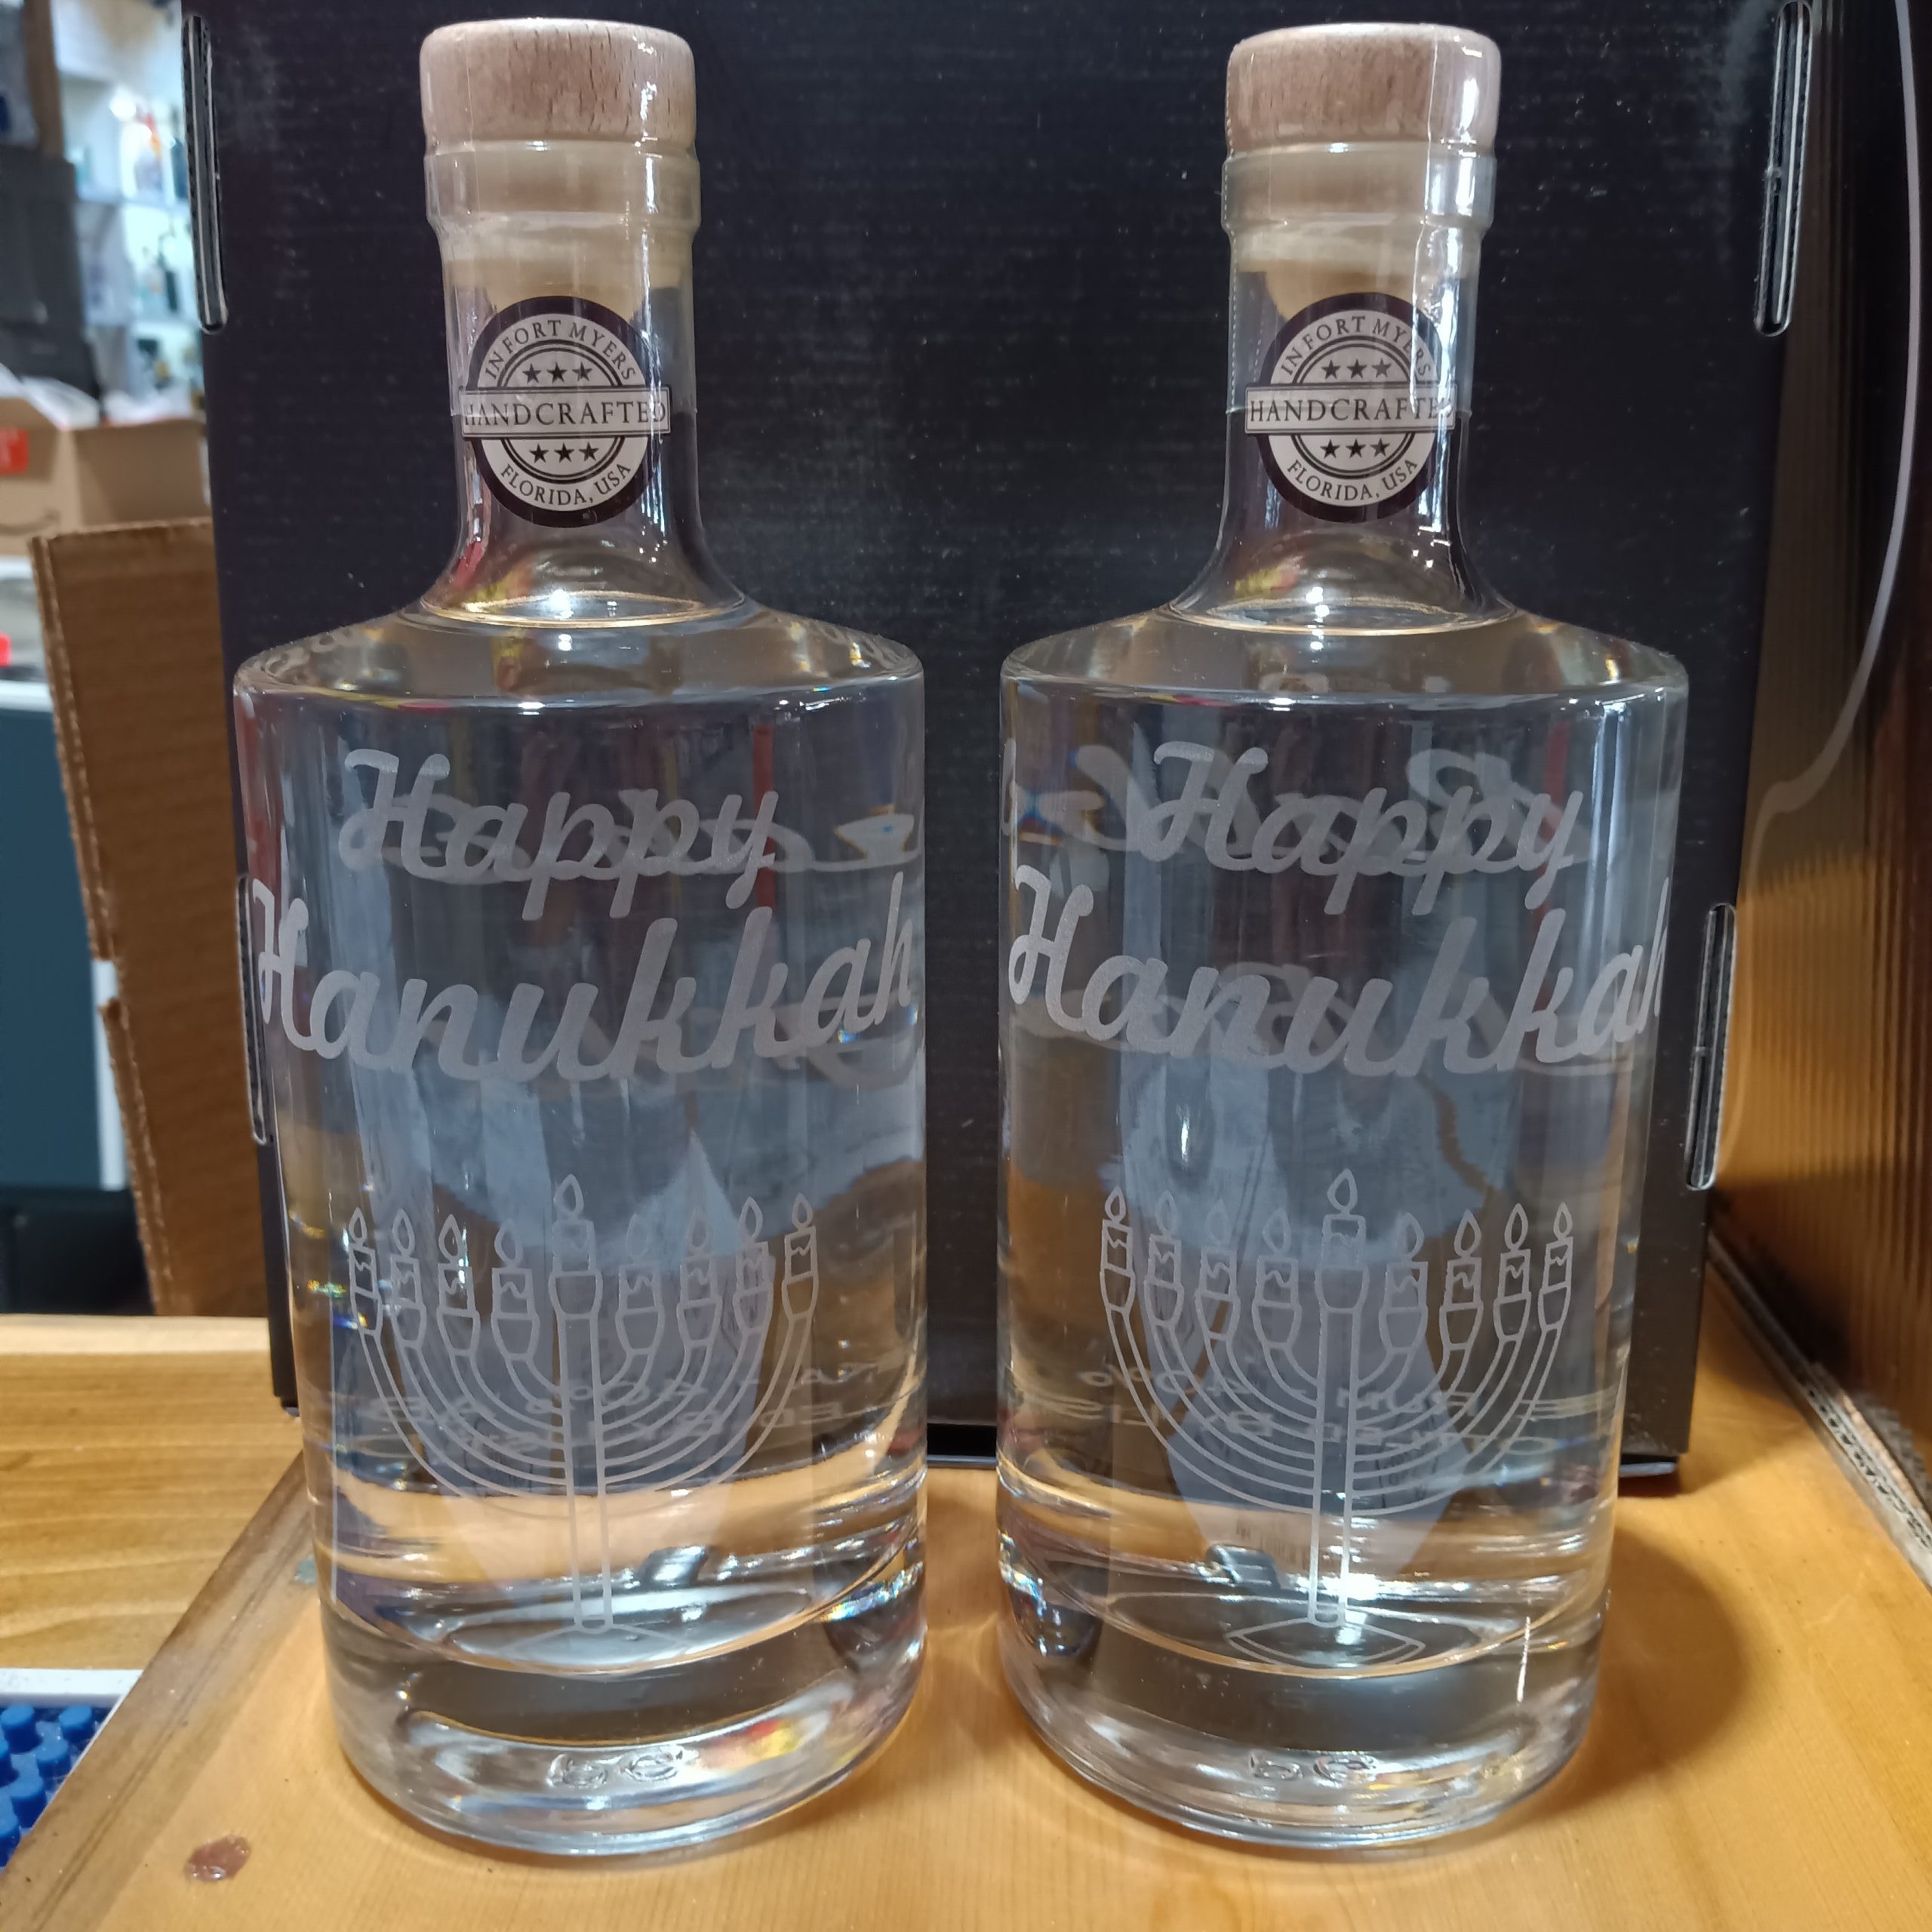 IN FORT MYERS
HANDCRAFTED
FLORIDA, USA
Happy
Hanukkah
IN FORT MYERS
HANDCRAFTED
FLORIDA, USA
Happy
Hanukkah